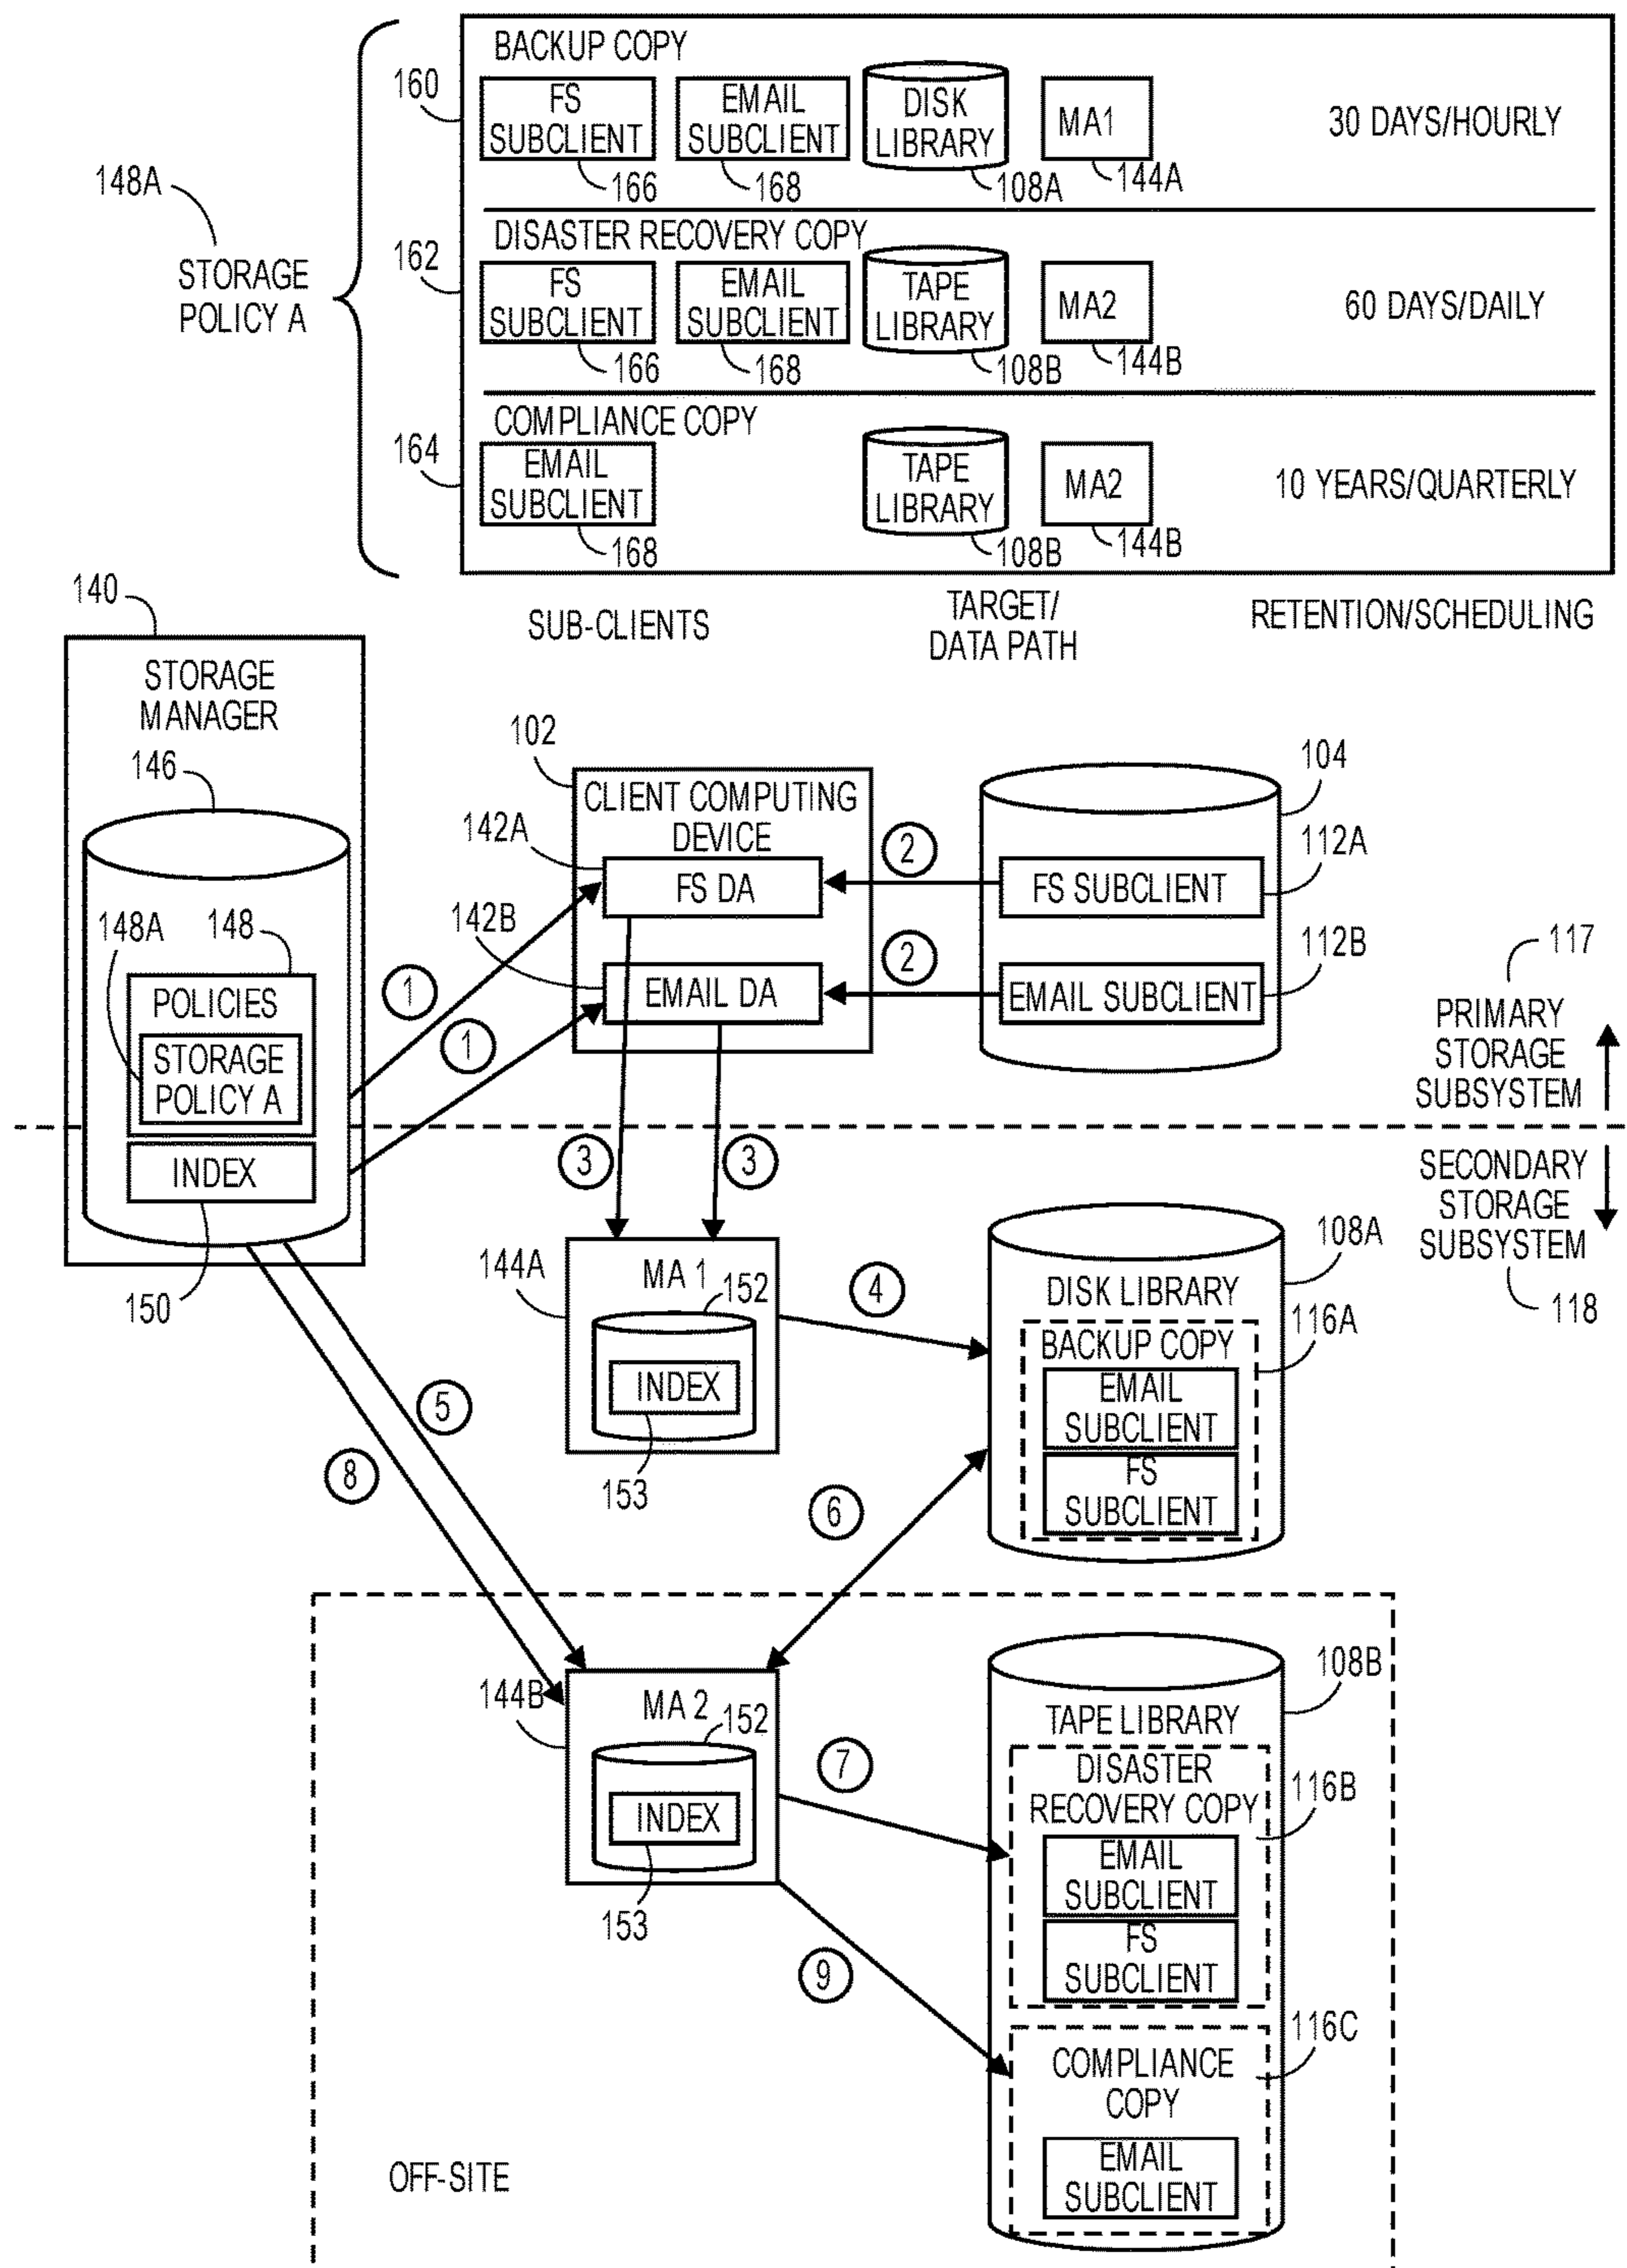 BACKUP COPY
160
FS
SUBCLIENT
166
EMAIL
SUBCLIENT
168
DISK
LIBRARY
108A
MA1
144A
30 DAYS/HOURLY
148A
STORAGE
POLICY A
DISASTER RECOVERY COPY
162
FS
SUBCLIENT
166
EMAIL
SUBCLIENT
168
TAPE
LIBRARY
108B
MA2
144B
60 DAYS/DAILY
COMPLIANCE COPY
164
EMAIL
SUBCLIENT
168
TAPE
LIBRARY
108B
MA2
144B
10 YEARS/QUARTERLY
SUB-CLIENTS
TARGET/
DATA PATH
RETENTION/SCHEDULING
140
STORAGE
MANAGER
146
148A
148
POLICIES
STORAGE
POLICY A
INDEX
150
1
1
102
CLIENT COMPUTING
DEVICE
142A
FS DA
142B
EMAIL DA
2
2
104
FS SUBCLIENT
112A
EMAIL SUBCLIENT
112B
117
PRIMARY
STORAGE
SUBSYSTEM
SECONDARY
STORAGE
SUBSYSTEM
118
3
3
144A
MA 1
152
INDEX
153
4
108A
DISK LIBRARY
BACKUP COPY
116A
EMAIL
SUBCLIENT
FS
SUBCLIENT
5
8
6
144B
MA 2
152
INDEX
153
7
9
108B
TAPE LIBRARY
DISASTER
RECOVERY COPY
116B
EMAIL
SUBCLIENT
FS
SUBCLIENT
116C
COMPLIANCE
COPY
EMAIL
SUBCLIENT
OFF-SITE